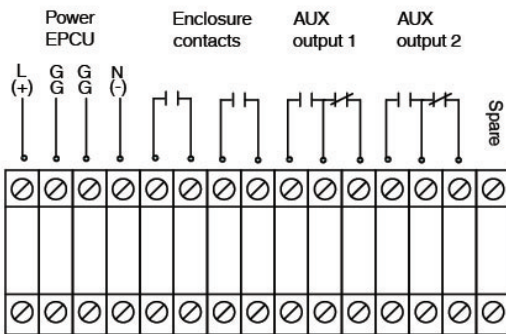 Power
EPCU
Enclosure
contacts
AUX
output 1
AUX
output 2
L
(+)
G
G
G
G
N
(-)
Spare